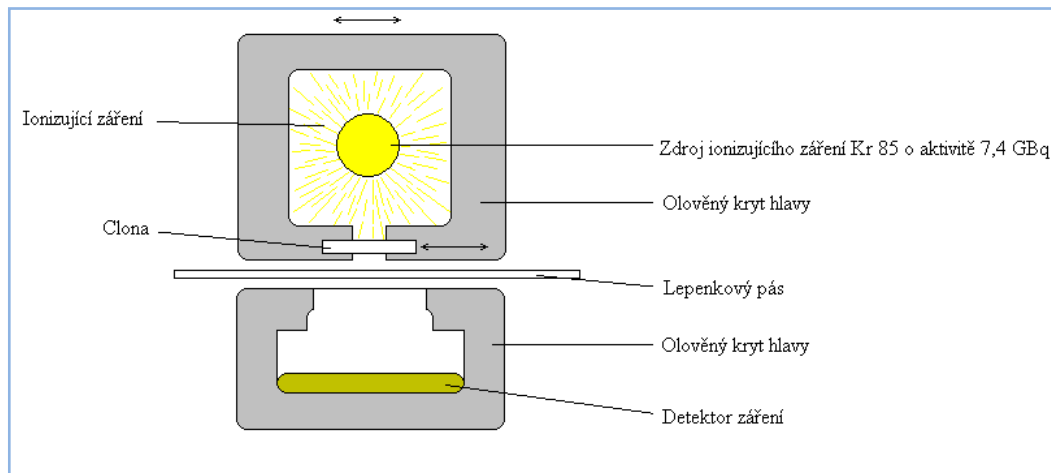 Ionizující záření
Zdroj ionizujícího záření Kr 85 o aktivitě 7,4 GBq
Olověný kryt hlavy
Clona
Lepenkový pás
Olověný kryt hlavy
Detektor záření